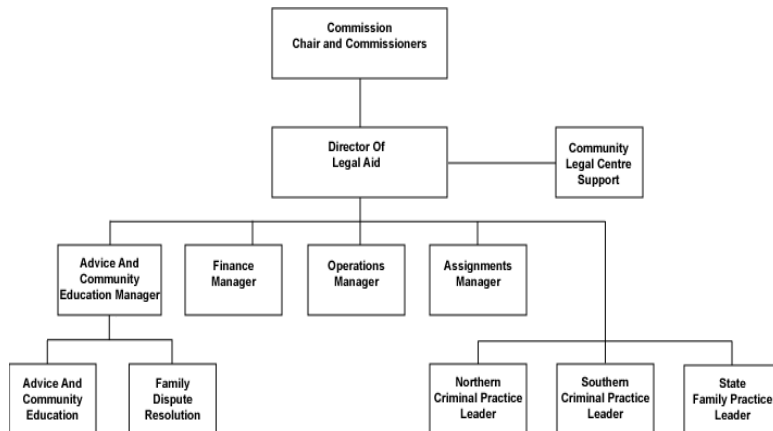 Commission
Chair and Commissioners
Director Of
Legal Aid
Community
Legal Centre
Support
Advice And
Community
Education Manager
Finance
Manager
Operations
Manager
Assignments
Manager
Advice And
Community
Education
Family
Dispute
Resolution
Northern
Criminal Practice
Leader
Southern
Criminal Practice
Leader
State
Family Practice
Leader